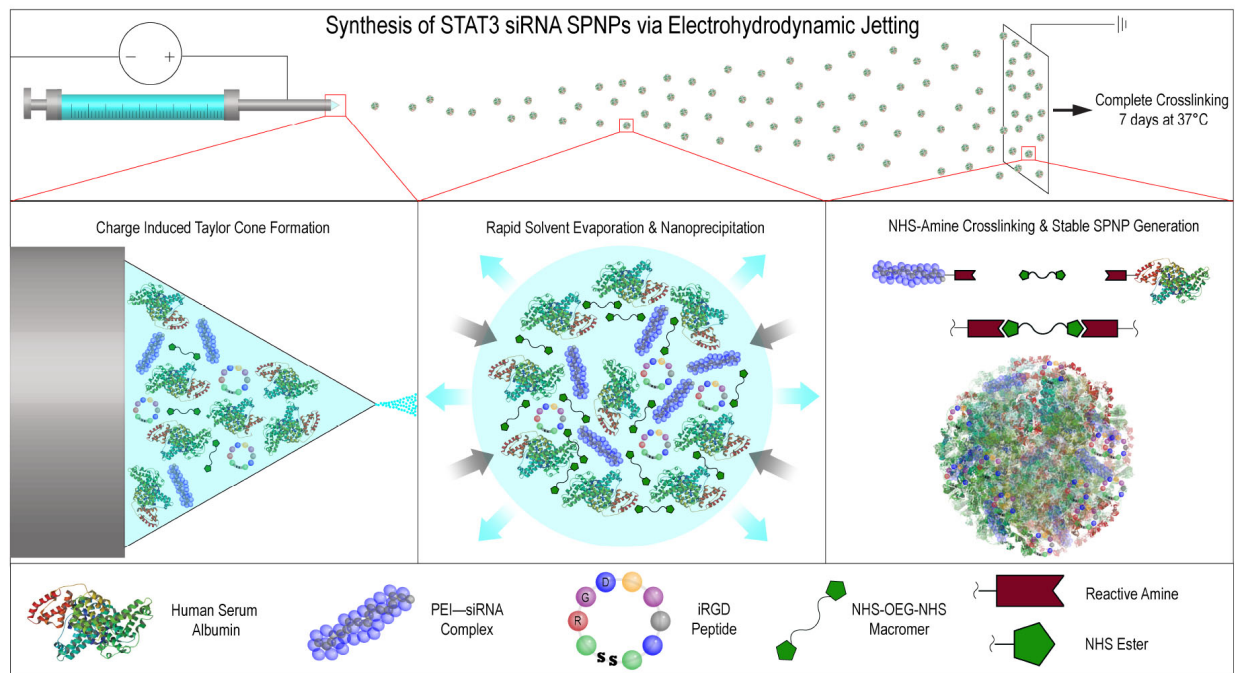 Synthesis of STAT3 siRNA SPNPs via Electrohydrodynamic Jetting
− +
Complete Crosslinking
7 days at 37°C
Charge Induced Taylor Cone Formation
Rapid Solvent Evaporation & Nanoprecipitation
NHS-Amine Crosslinking & Stable SPNP Generation
Human Serum
Albumin
PEI—siRNA
Complex
D
G
R
S S
iRGD
Peptide
NHS-OEG-NHS
Macromer
Reactive Amine
NHS Ester